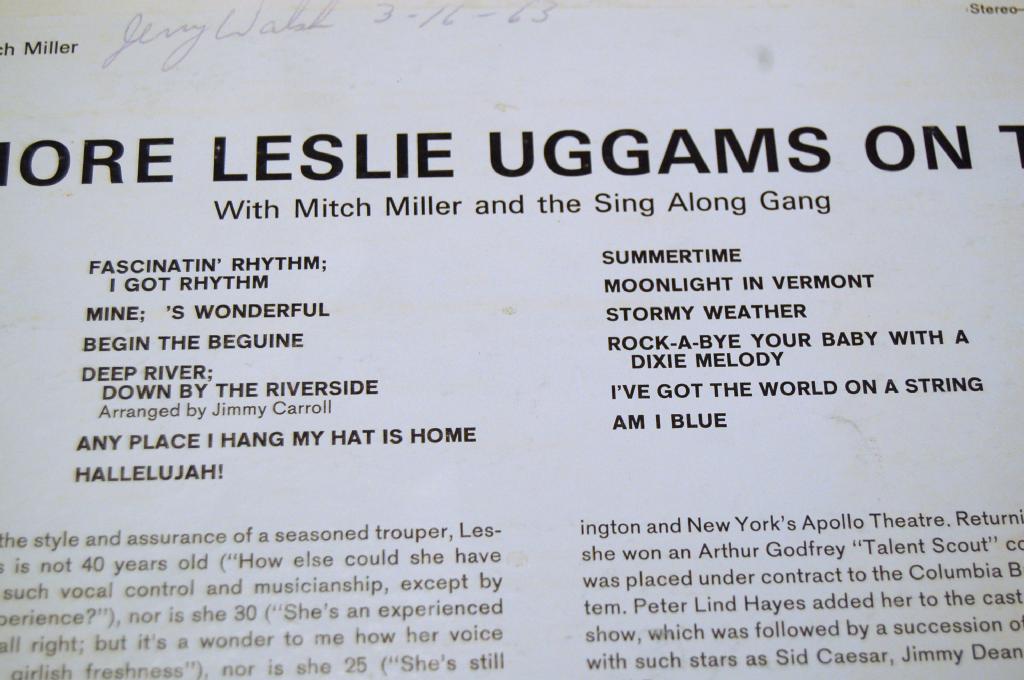 Jerry Walsh 3-16-63
Stereo-
ch Miller
MORE LESLIE UGGAMS ON T
With Mitch Miller and the Sing Along Gang
FASCINATIN' RHYTHM;
I GOT RHYTHM
MINE; 'S WONDERFUL
BEGIN THE BEGUINE
DEEP RIVER;
DOWN BY THE RIVERSIDE
Arranged by Jimmy Carroll
ANY PLACE I HANG MY HAT IS HOME
HALLELUJAH!
SUMMERTIME
MOONLIGHT IN VERMONT
STORMY WEATHER
ROCK-A-BYE YOUR BABY WITH A
DIXIE MELODY
I'VE GOT THE WORLD ON A STRING
AM I BLUE
the style and assurance of a seasoned trouper, Les-
s is not 40 years old ("How else could she have
such vocal control and musicianship, except by
perience?"), nor is she 30 ("She's an experienced
all right; but it's a wonder to me how her voice
girlish freshness"), nor is she 25 ("She's still
ington and New York's Apollo Theatre. Returni
she won an Arthur Godfrey "Talent Scout" co
was placed under contract to the Columbia B
tem. Peter Lind Hayes added her to the cast
show, which was followed by a succession of
with such stars as Sid Caesar, Jimmy Dean